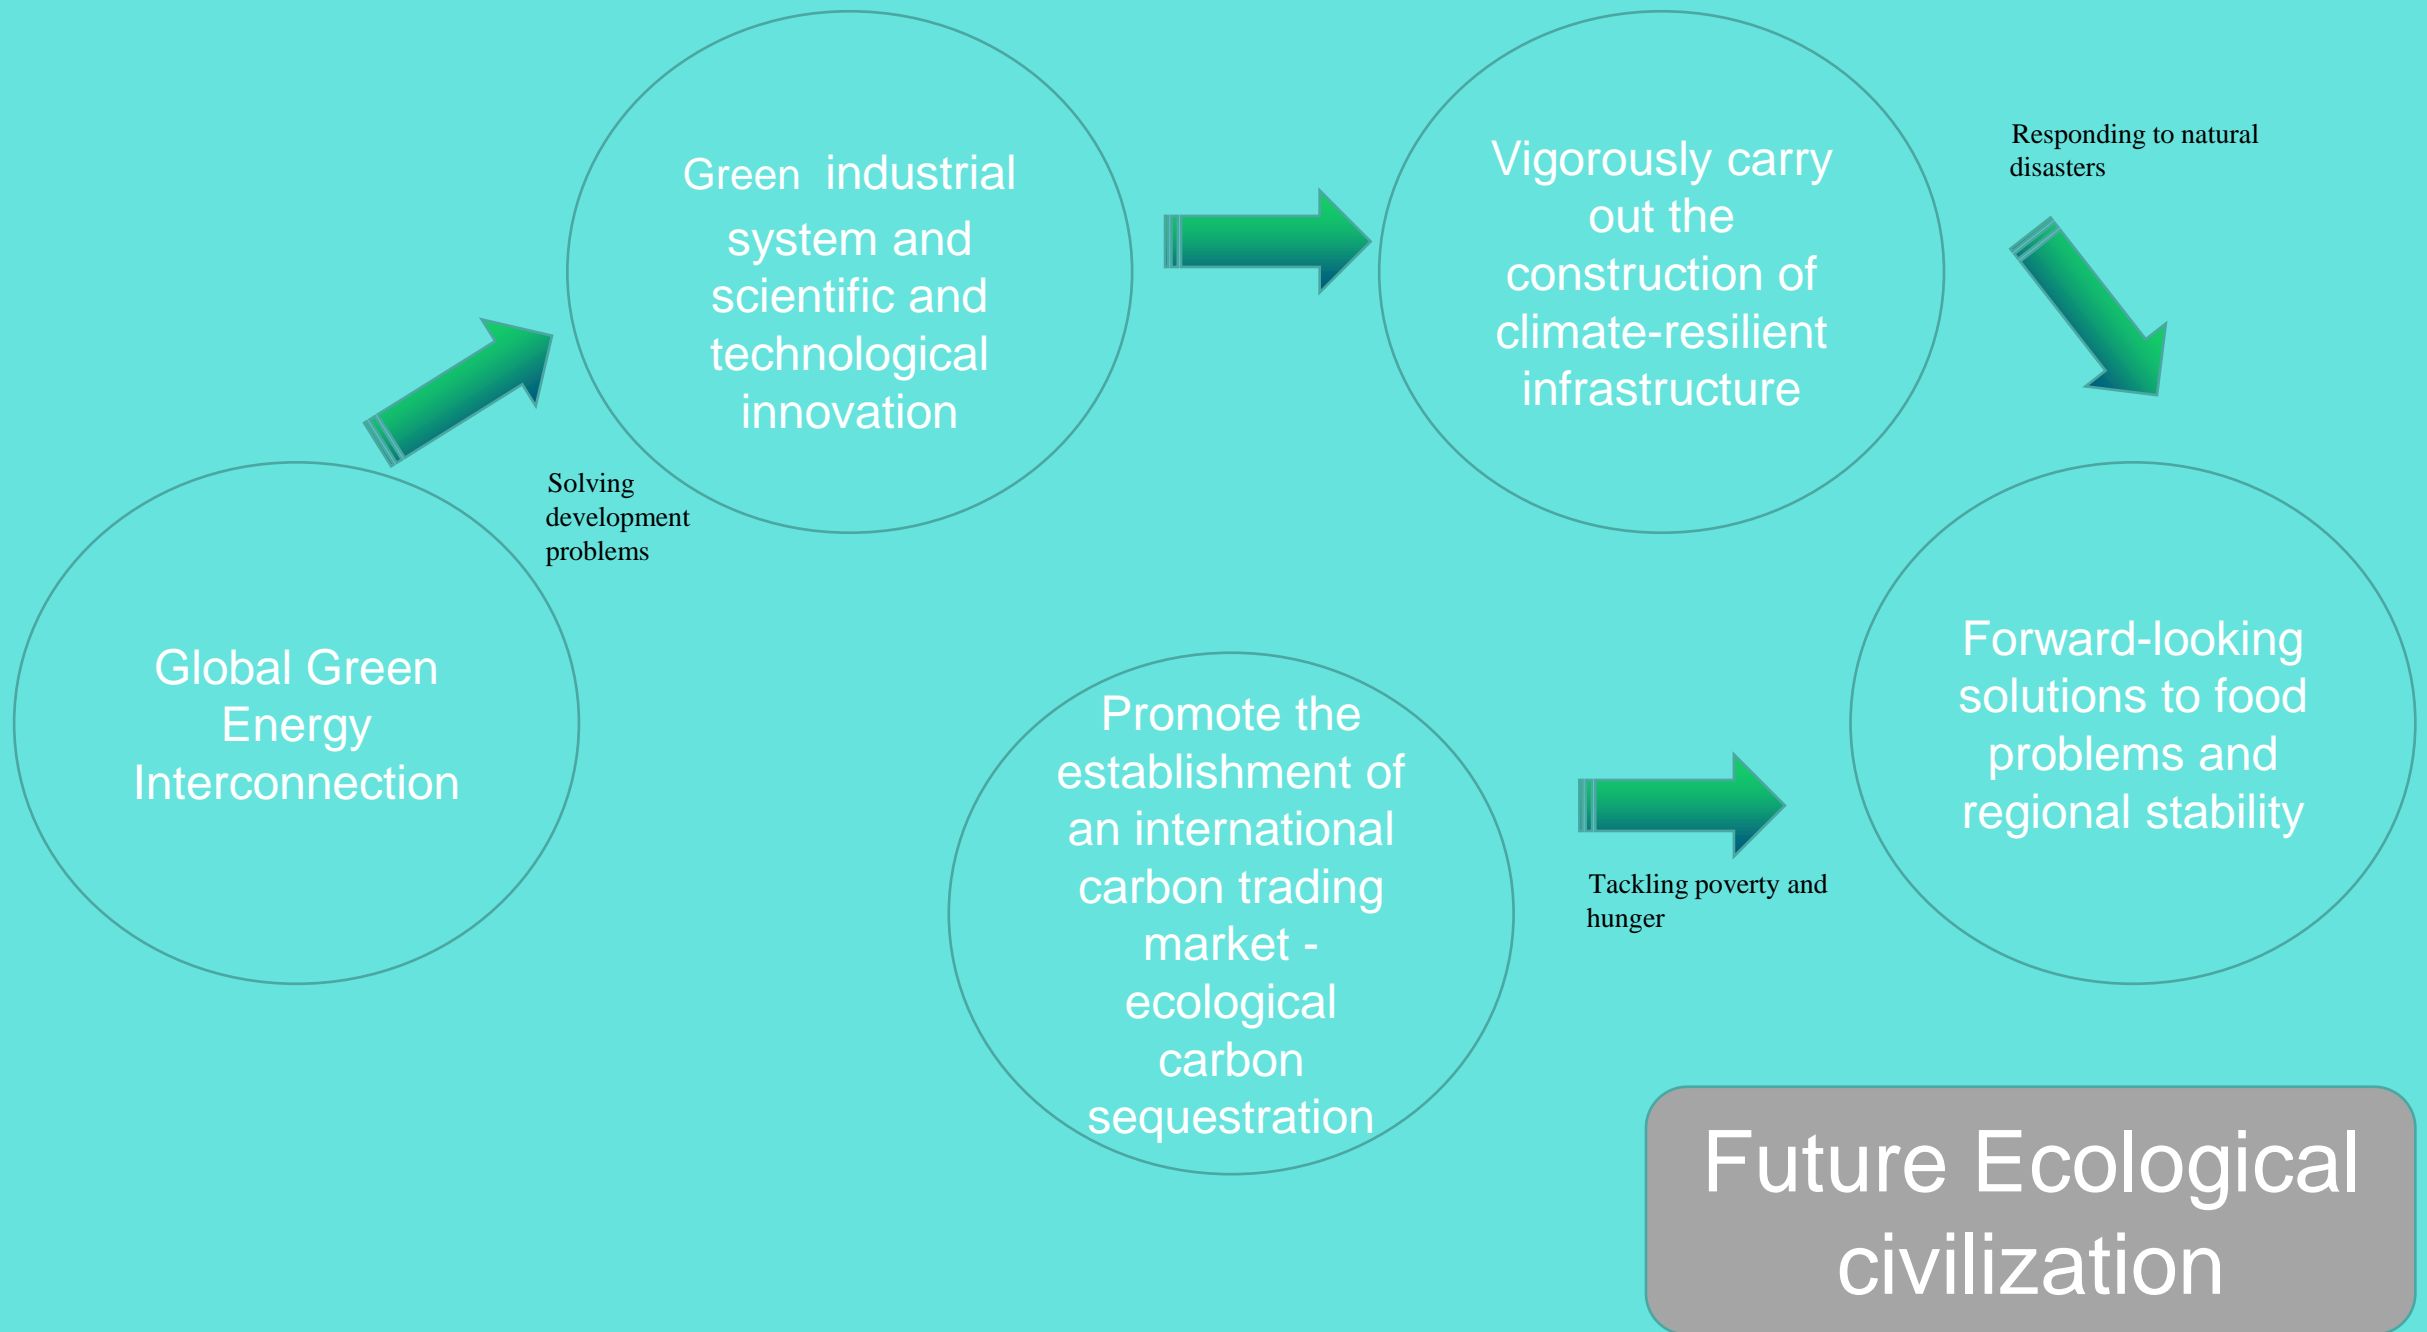 Green industrial
system and
scientific and
technological
innovation
Vigorously carry
out the
construction of
climate-resilient
infrastructure
Responding to natural
disasters
Solving
development
problems
Global Green
Energy
Interconnection
Promote the
establishment of
an international
carbon trading
market -
ecological
carbon
sequestration
Tackling poverty and
hunger
Forward-looking
solutions to food
problems and
regional stability
Future Ecological
civilization